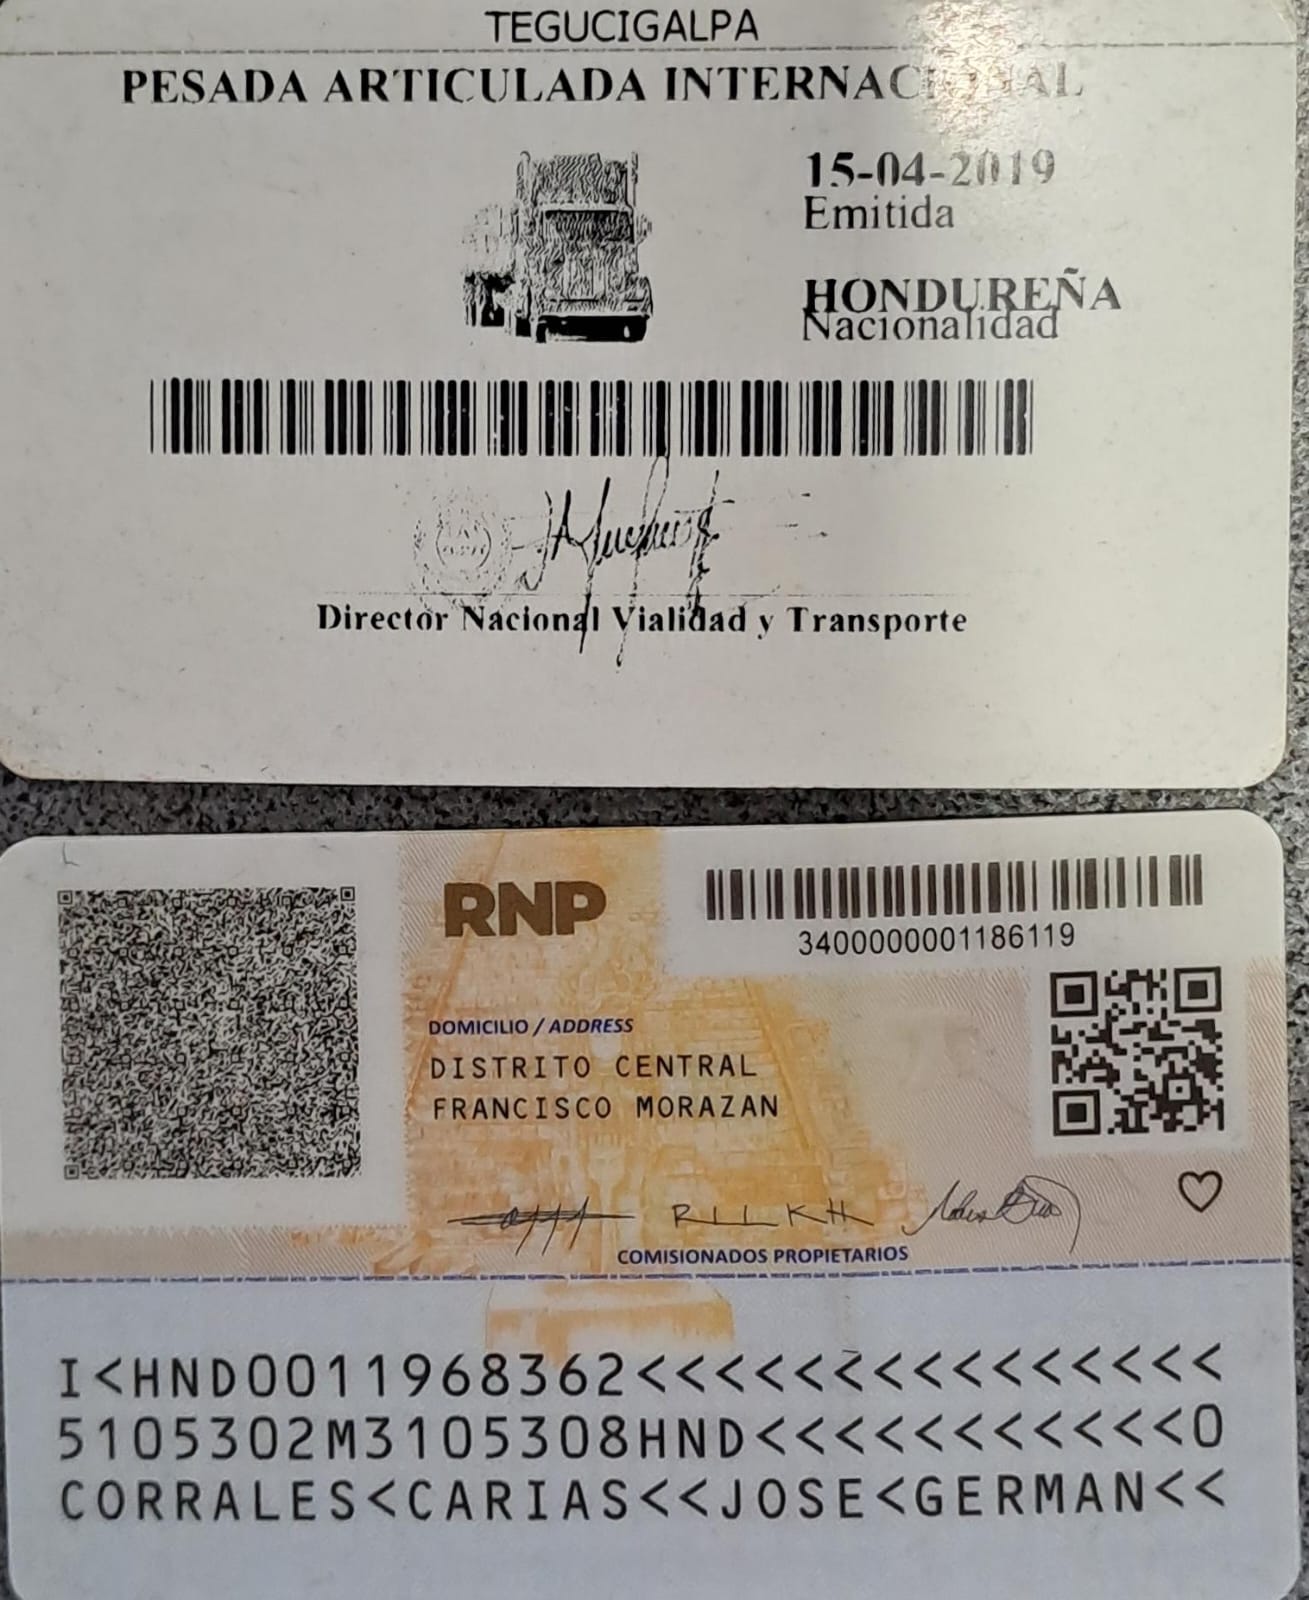 TEGUCIGALPA
PESADA ARTICULADA INTERNACIONAL
15-04-2019
Emitida
HONDUREÑA
Nacionalidad
Director Nacional Vialidad y Transporte
RNP
3400000001186119
DOMICILIO / ADDRESS
DISTRITO CENTRAL
FRANCISCO MORAZAN
COMISIONADOS PROPIETARIOS
I<HND0011968362<<<<<<<<<<<<<<<
5105302M3105308HND<<<<<<<<<<<0
CORRALES<CARIAS<<JOSE<GERMAN<<